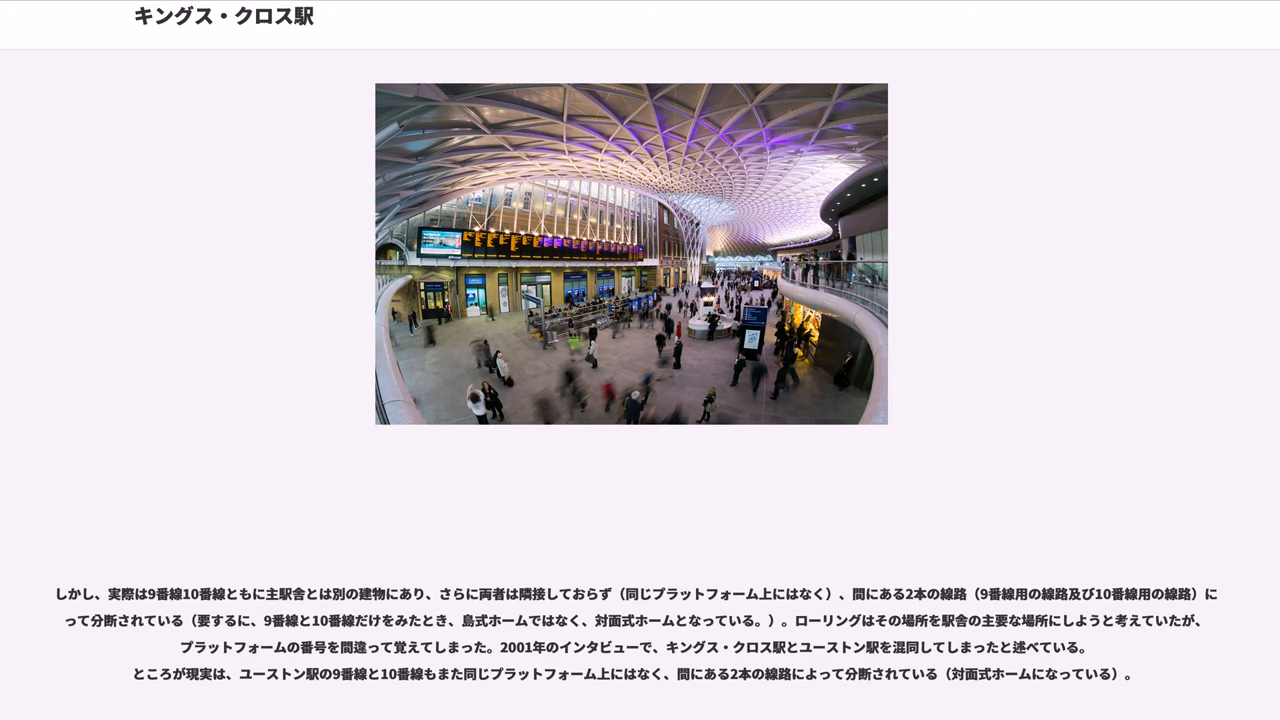 キングス・クロス駅
しかし、実際は9番線10番線ともに主駅舎とは別の建物にあり、さらに両者は隣接しておらず（同じプラットフォーム上にはなく）、間にある2本の線路（9番線用の線路及び10番線用の線路）に
って分断されている（要するに、9番線と10番線だけをみたとき、島式ホームではなく、対面式ホームとなっている。）。ローリングはその場所を駅舎の主要な場所にしようと考えていたが、
プラットフォームの番号を間違って覚えてしまった。2001年のインタビューで、キングス・クロス駅とユーストン駅を混同してしまったと述べている。
ところが現実は、ユーストン駅の9番線と10番線もまた同じプラットフォーム上にはなく、間にある2本の線路によって分断されている（対面式ホームになっている）。